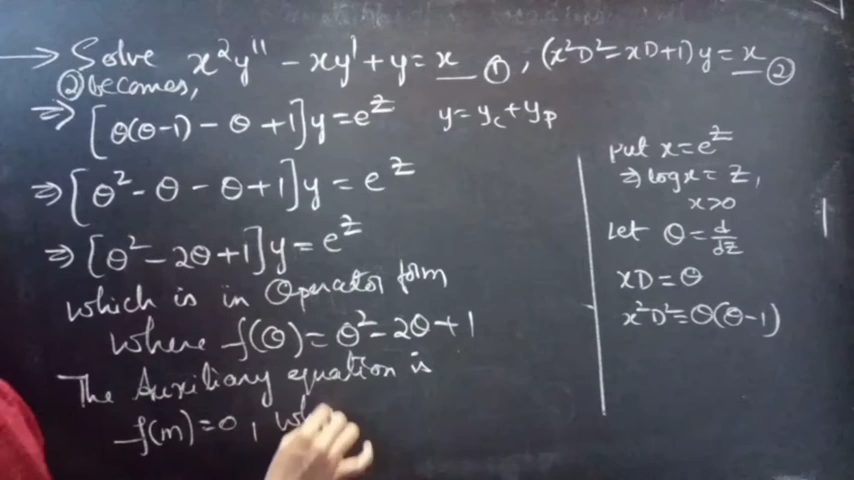 → Solve x²y'' - xy' + y = x — ①, (x²D² - xD + 1)y = x — ②
② becomes,
⇒ [θ(θ-1) - θ + 1]y = e^z   y = y_c + y_p
⇒ [θ² - θ - θ + 1]y = e^z
⇒ [θ² - 2θ + 1]y = e^z
which is in Operator form
where f(θ) = θ² - 2θ + 1
The Auxiliary equation is
f(m) = 0,
put x = e^z
⇒ log x = z,
x > 0
Let θ = d/dz
xD = θ
x²D² = θ(θ-1)